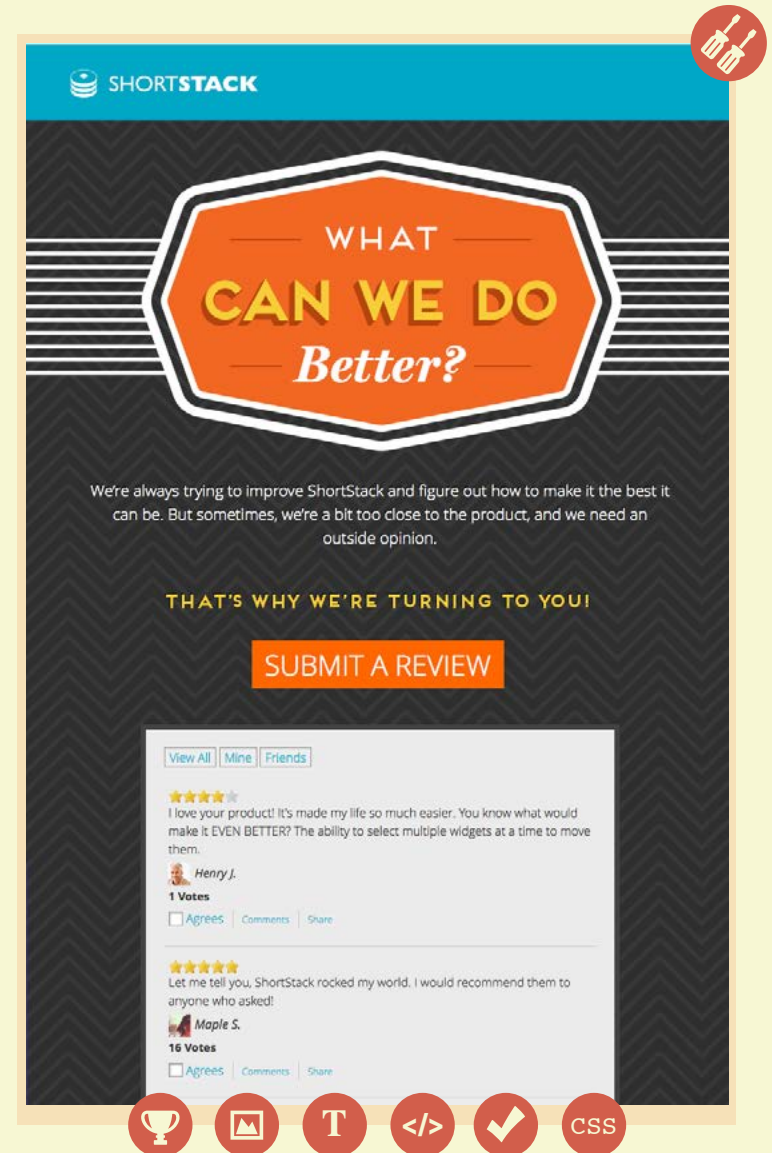 SHORTSTACK
WHAT
CAN WE DO
Better?
We're always trying to improve ShortStack and figure out how to make it the best it
can be. But sometimes, we're a bit too close to the product, and we need an
outside opinion.
THAT'S WHY WE'RE TURNING TO YOU!
SUBMIT A REVIEW
View All Mine Friends
I love your product! It's made my life so much easier. You know what would
make it EVEN BETTER? The ability to select multiple widgets at a time to move
them.
Henry J.
1 Votes
Agrees Comments Share
Let me tell you, ShortStack rocked my world. I would recommend them to
anyone who asked!
Maple S.
16 Votes
Agrees Comments Share
T </> CSS